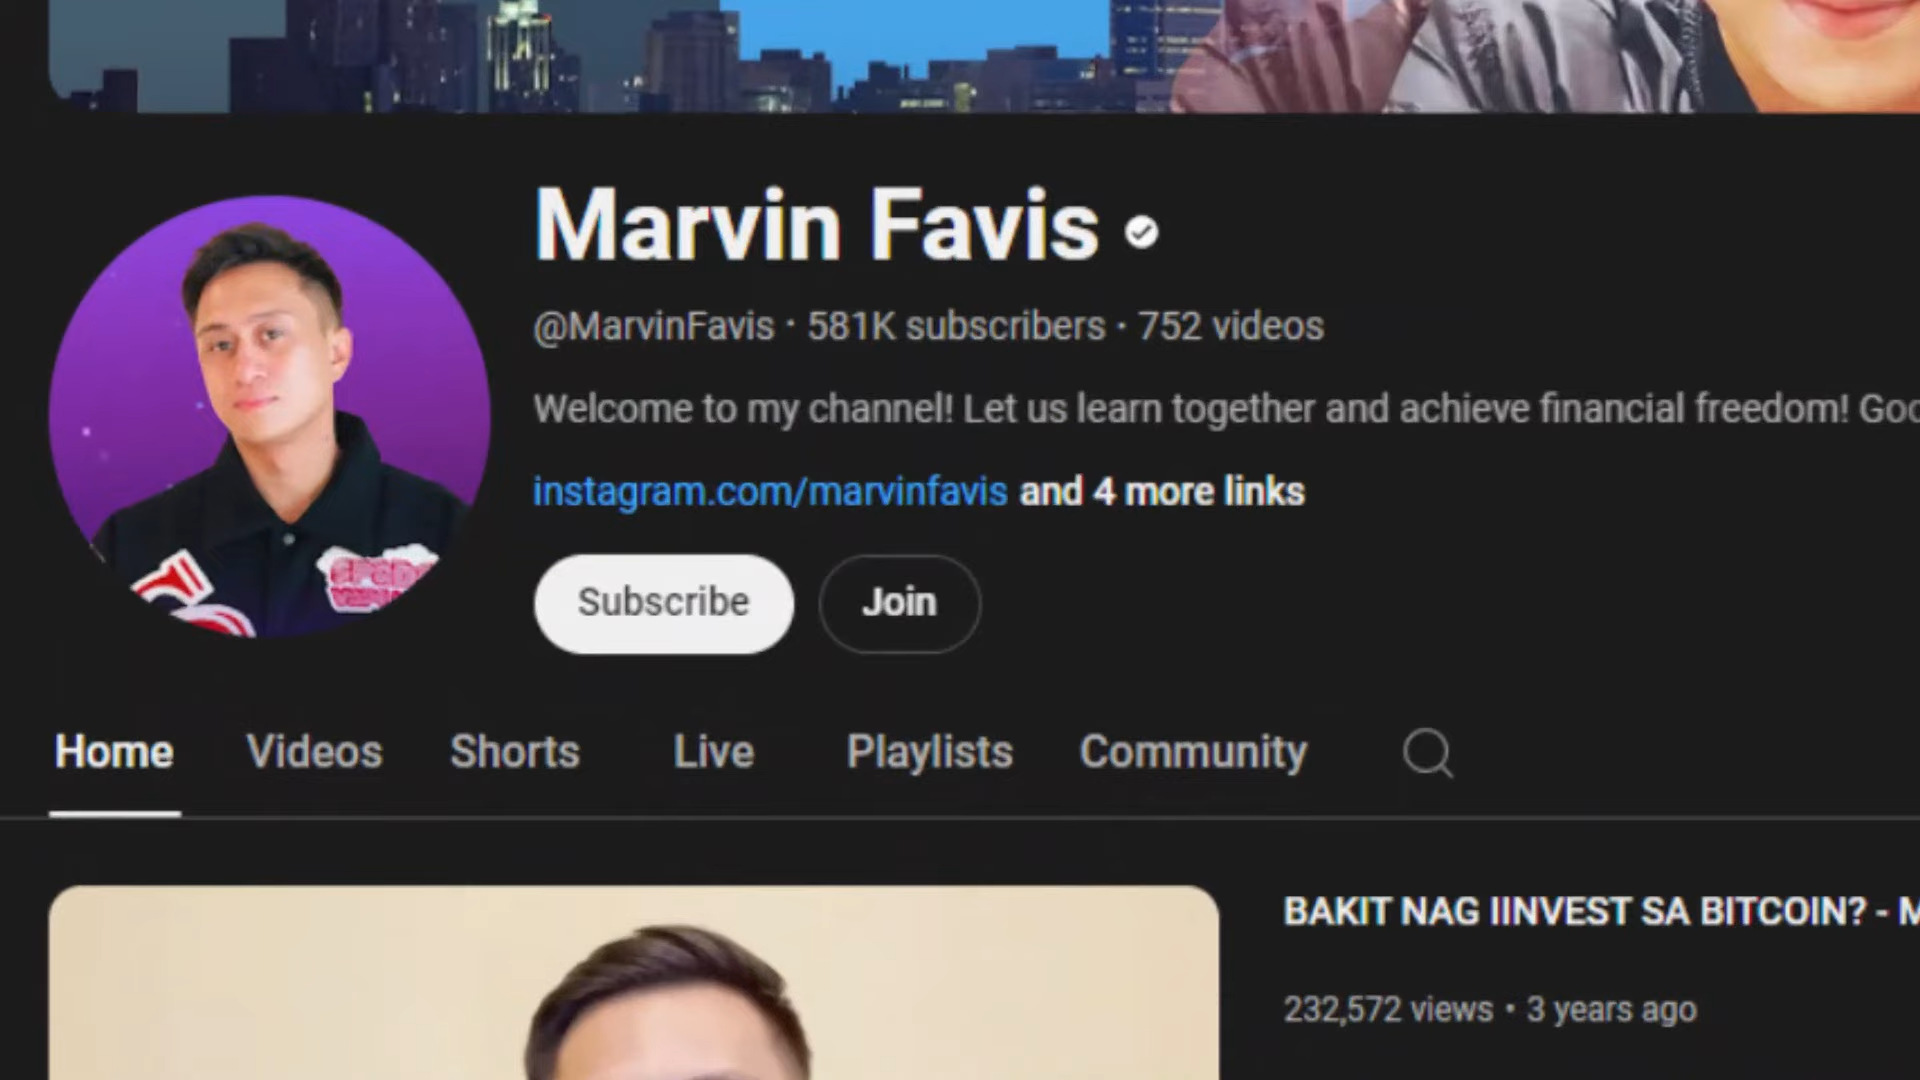 Marvin Favis
@MarvinFavis · 581K subscribers · 752 videos
Welcome to my channel! Let us learn together and achieve financial freedom!
instagram.com/marvinfavis and 4 more links
Subscribe Join
Home Videos Shorts Live Playlists Community
BAKIT NAG IINVEST SA BITCOIN? -
232,572 views · 3 years ago